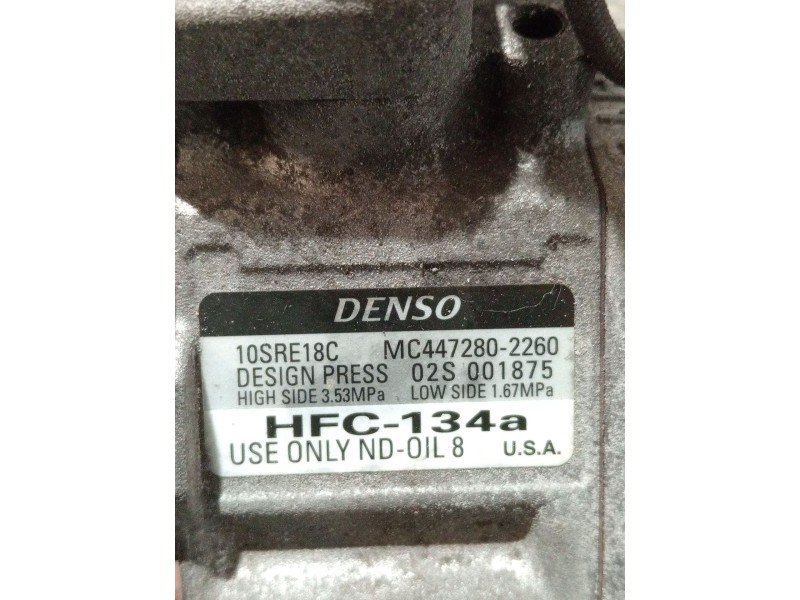 DENSO
10SRE18C MC447280-2260
DESIGN PRESS 02S 001875
HIGH SIDE 3.53MPa LOW SIDE 1.67MPa
HFC-134a
USE ONLY ND-OIL 8 U.S.A.